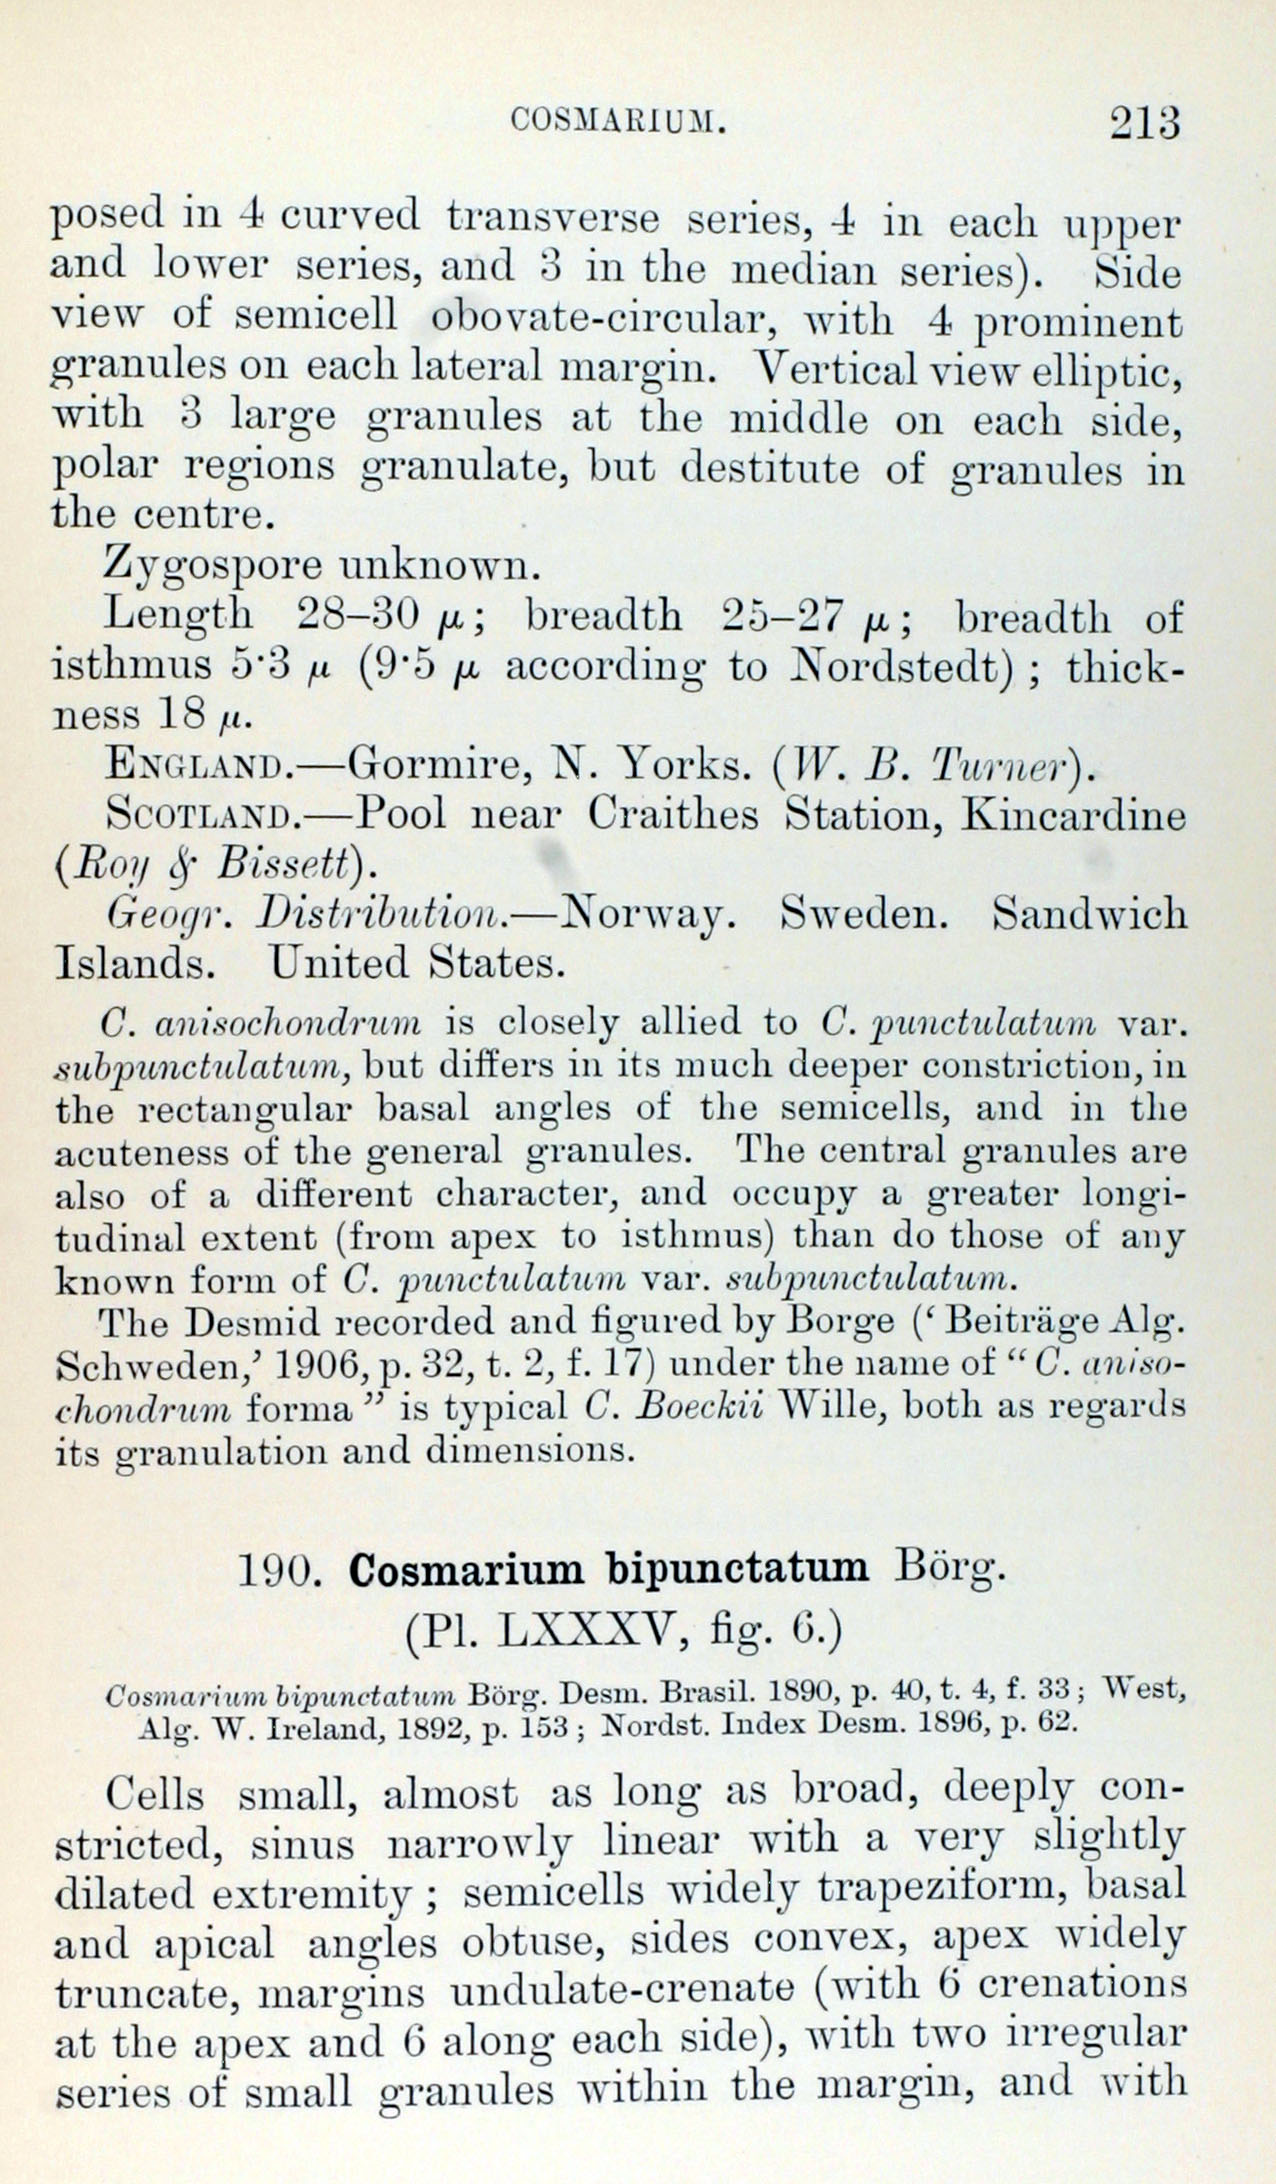 COSMARIUM. 213
posed in 4 curved transverse series, 4 in each upper
and lower series, and 3 in the median series). Side
view of semicell obovate-circular, with 4 prominent
granules on each lateral margin. Vertical view elliptic,
with 3 large granules at the middle on each side,
polar regions granulate, but destitute of granules in
the centre.
Zygospore unknown.
Length 28–30 μ; breadth 25–27 μ; breadth of
isthmus 5·3 μ (9·5 μ according to Nordstedt) ; thick-
ness 18 μ.
ENGLAND.—Gormire, N. Yorks. (W. B. Turner).
SCOTLAND.—Pool near Craithes Station, Kincardine
(Roy & Bissett).
Geogr. Distribution.—Norway. Sweden. Sandwich
Islands. United States.
C. anisochondrum is closely allied to C. punctulatum var.
subpunctulatum, but differs in its much deeper constriction, in
the rectangular basal angles of the semicells, and in the
acuteness of the general granules. The central granules are
also of a different character, and occupy a greater longi-
tudinal extent (from apex to isthmus) than do those of any
known form of C. punctulatum var. subpunctulatum.
The Desmid recorded and figured by Borge (‘ Beiträge Alg.
Schweden,’ 1906, p. 32, t. 2, f. 17) under the name of “ C. aniso-
chondrum forma ” is typical C. Boeckii Wille, both as regards
its granulation and dimensions.
190. Cosmarium bipunctatum Börg.
(Pl. LXXXV, fig. 6.)
Cosmarium bipunctatum Börg. Desm. Brasil. 1890, p. 40, t. 4, f. 33 ; West,
Alg. W. Ireland, 1892, p. 153 ; Nordst. Index Desm. 1896, p. 62.
Cells small, almost as long as broad, deeply con-
stricted, sinus narrowly linear with a very slightly
dilated extremity ; semicells widely trapeziform, basal
and apical angles obtuse, sides convex, apex widely
truncate, margins undulate-crenate (with 6 crenations
at the apex and 6 along each side), with two irregular
series of small granules within the margin, and with